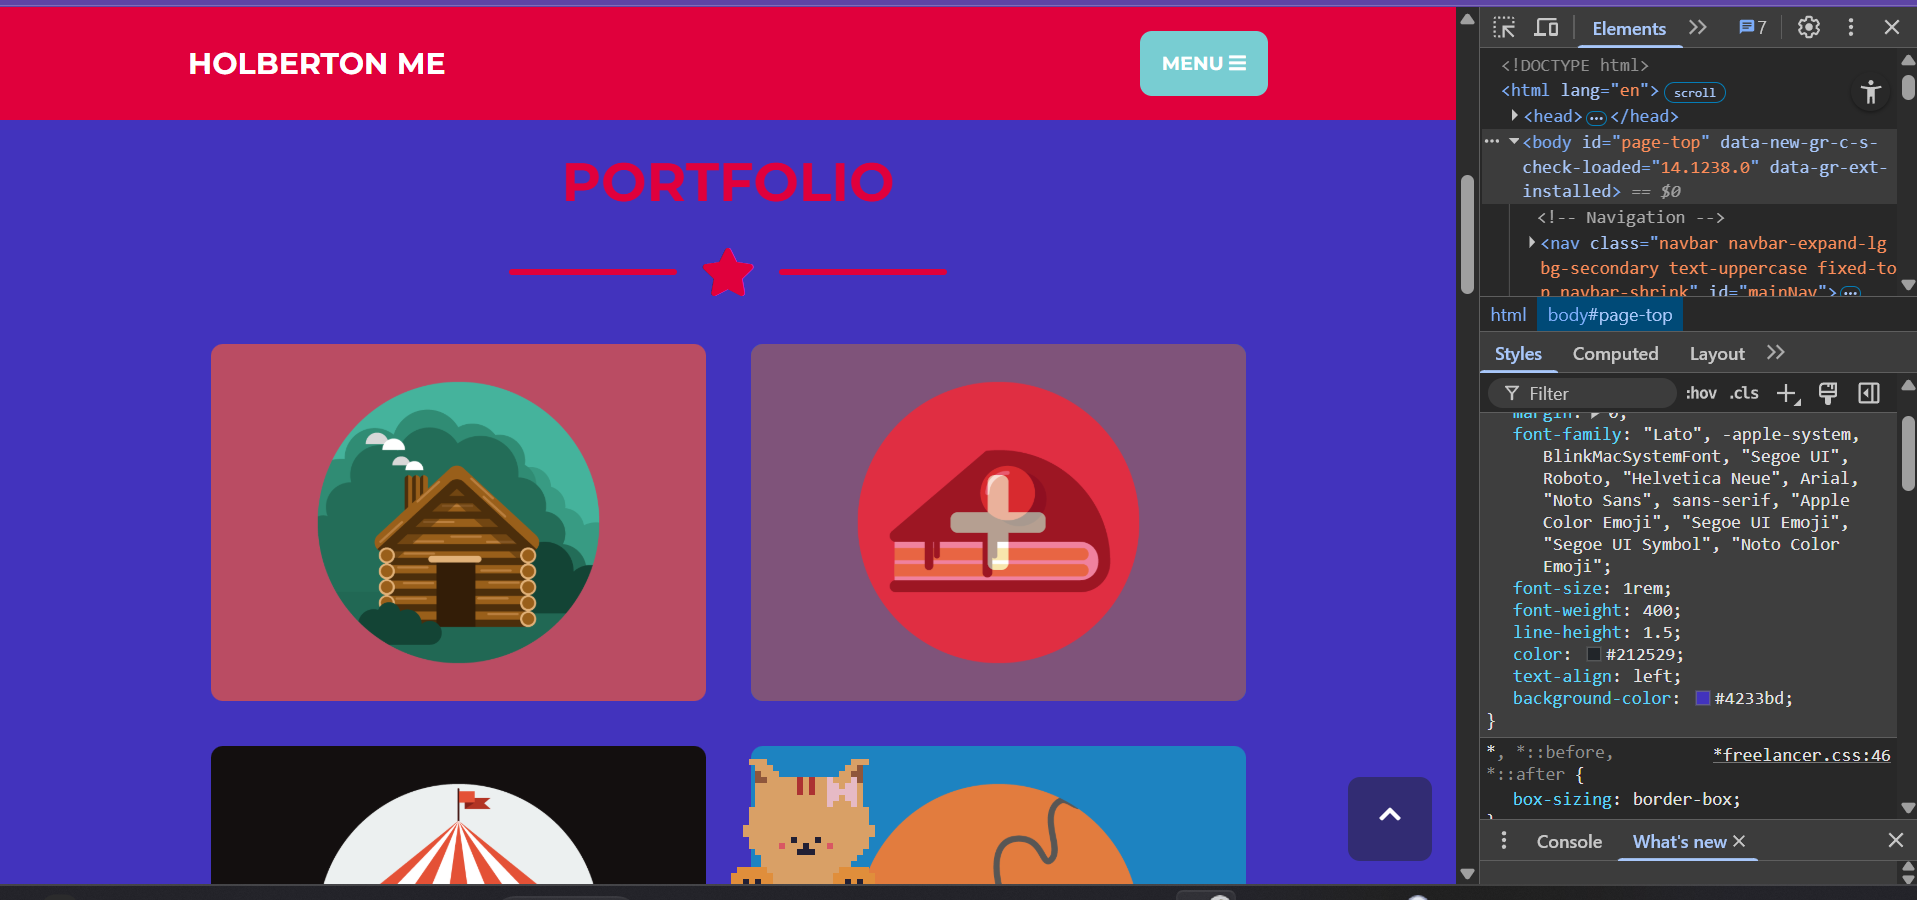 HOLBERTON ME
MENU
PORTFOLIO
Elements
7
<!DOCTYPE html>
<html lang="en"> scroll
<head> ··· </head>
··· <body id="page-top" data-new-gr-c-s-
check-loaded="14.1238.0" data-gr-ext-
installed> == $0
<!-- Navigation -->
<nav class="navbar navbar-expand-lg
bg-secondary text-uppercase fixed-to
p navbar-shrink" id="mainNav"> ···
html body#page-top
Styles Computed Layout
Filter :hov .cls
margin: 0;
font-family: "Lato", -apple-system,
BlinkMacSystemFont, "Segoe UI",
Roboto, "Helvetica Neue", Arial,
"Noto Sans", sans-serif, "Apple
Color Emoji", "Segoe UI Emoji",
"Segoe UI Symbol", "Noto Color
Emoji";
font-size: 1rem;
font-weight: 400;
line-height: 1.5;
color: #212529;
text-align: left;
background-color: #4233bd;
}
*, *::before, *freelancer.css:46
*::after {
box-sizing: border-box;
Console What's new